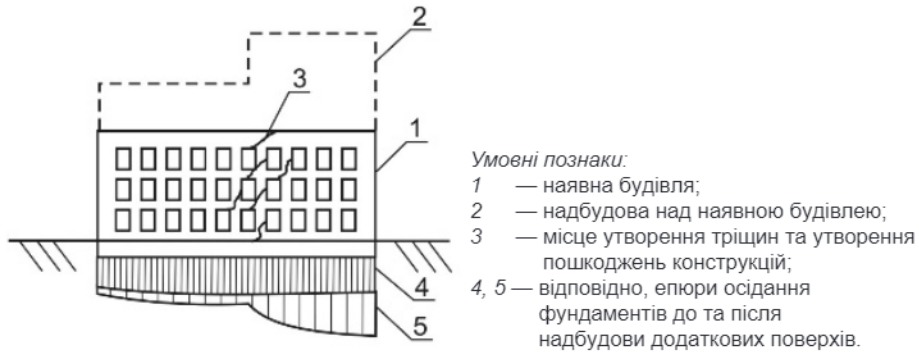 2
3
1
4
5
Умовні познаки:
1 — наявна будівля;
2 — надбудова над наявною будівлею;
3 — місце утворення тріщин та утворення
пошкоджень конструкцій;
4, 5 — відповідно, епюри осідання
фундаментів до та після
надбудови додаткових поверхів.